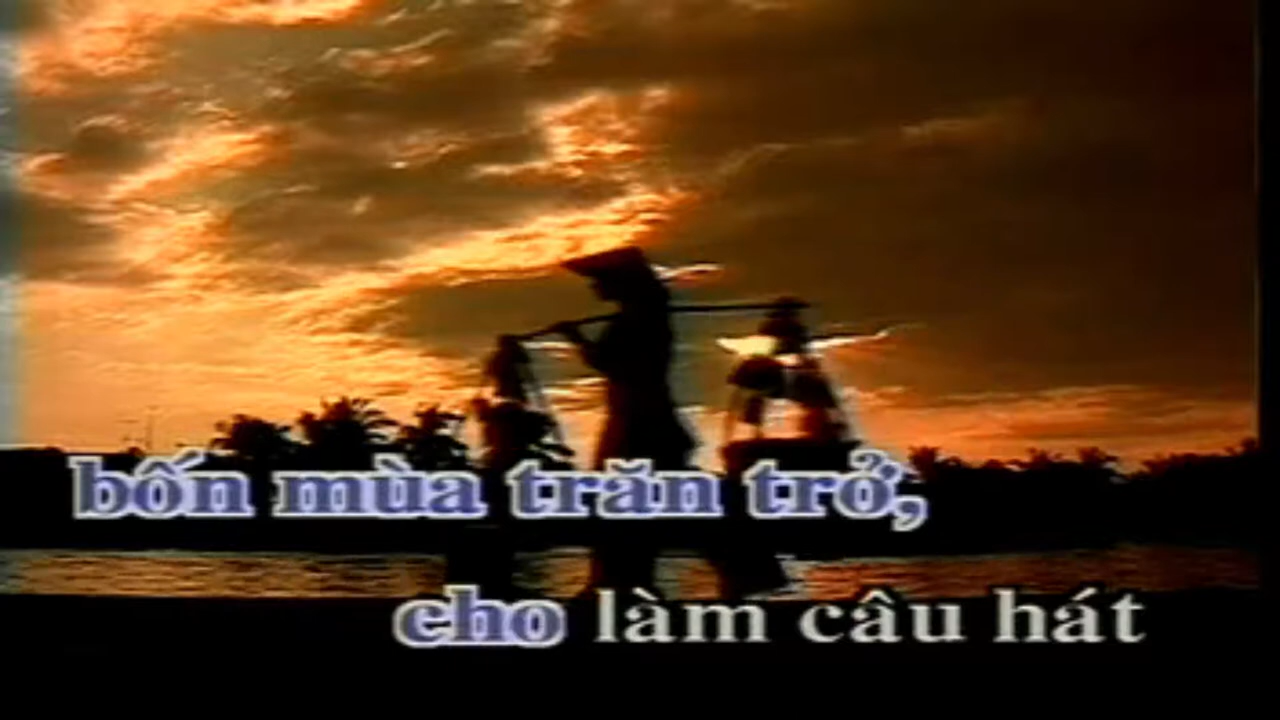 bốn mùa trăn trở,
cho làm câu hát